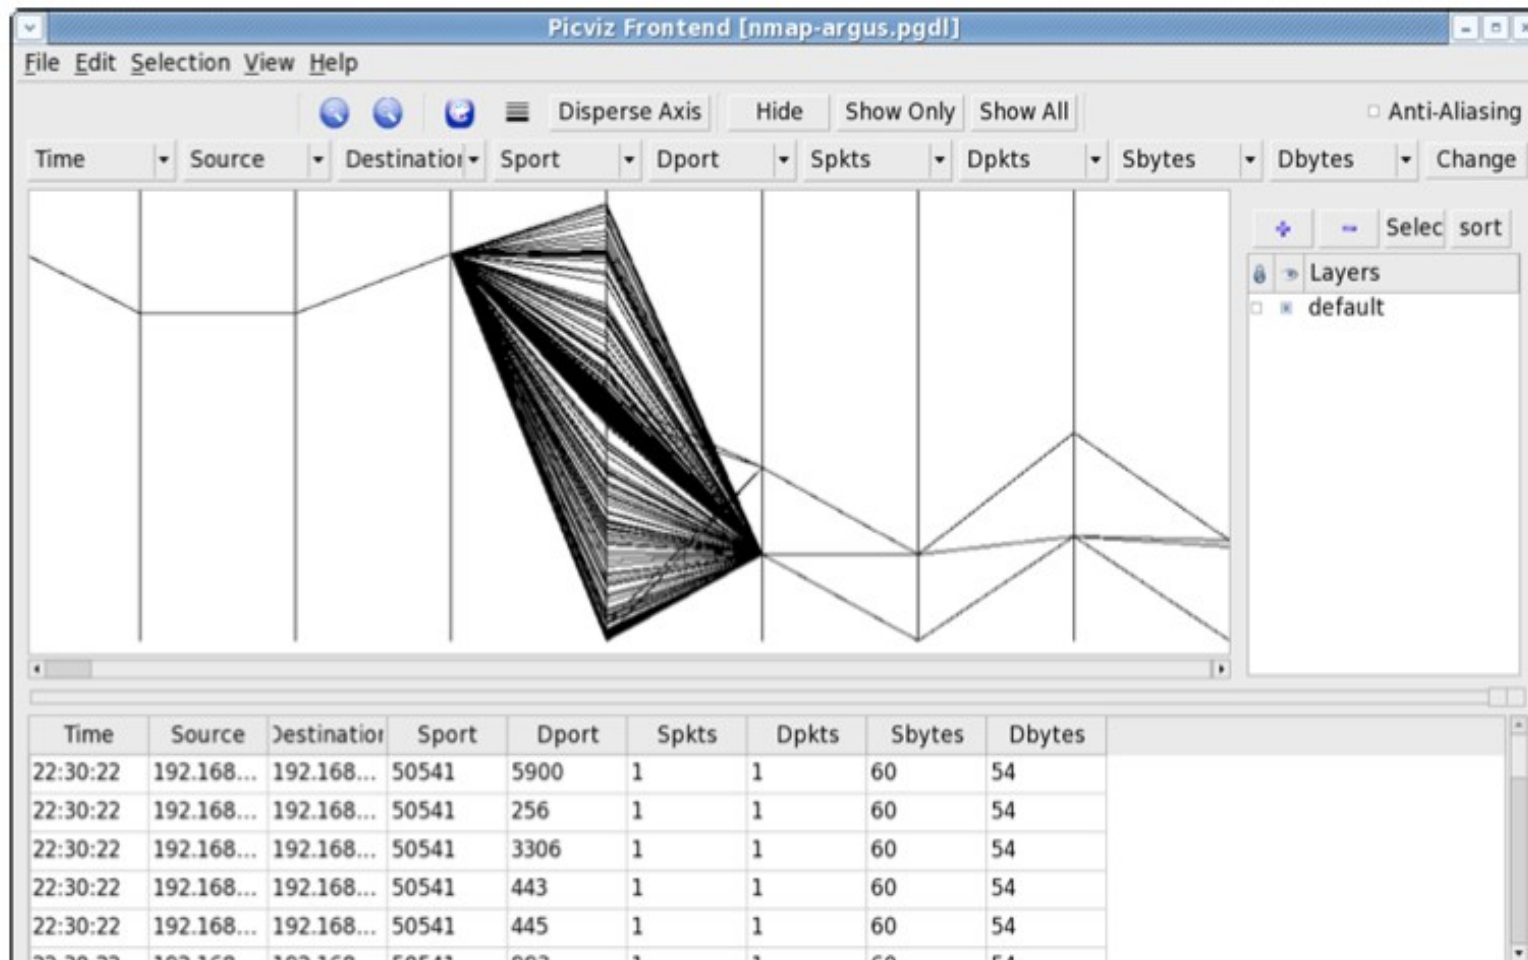 Picviz Frontend [nmap-argus.pgdl]
File Edit Selection View Help
Disperse Axis Hide Show Only Show All Anti-Aliasing
Time Source Destination Sport Dport Spkts Dpkts Sbytes Dbytes Change
Selec sort
Layers
default
Time Source Destination Sport Dport Spkts Dpkts Sbytes Dbytes
22:30:22 192.168... 192.168... 50541 5900 1 1 60 54
22:30:22 192.168... 192.168... 50541 256 1 1 60 54
22:30:22 192.168... 192.168... 50541 3306 1 1 60 54
22:30:22 192.168... 192.168... 50541 443 1 1 60 54
22:30:22 192.168... 192.168... 50541 445 1 1 60 54